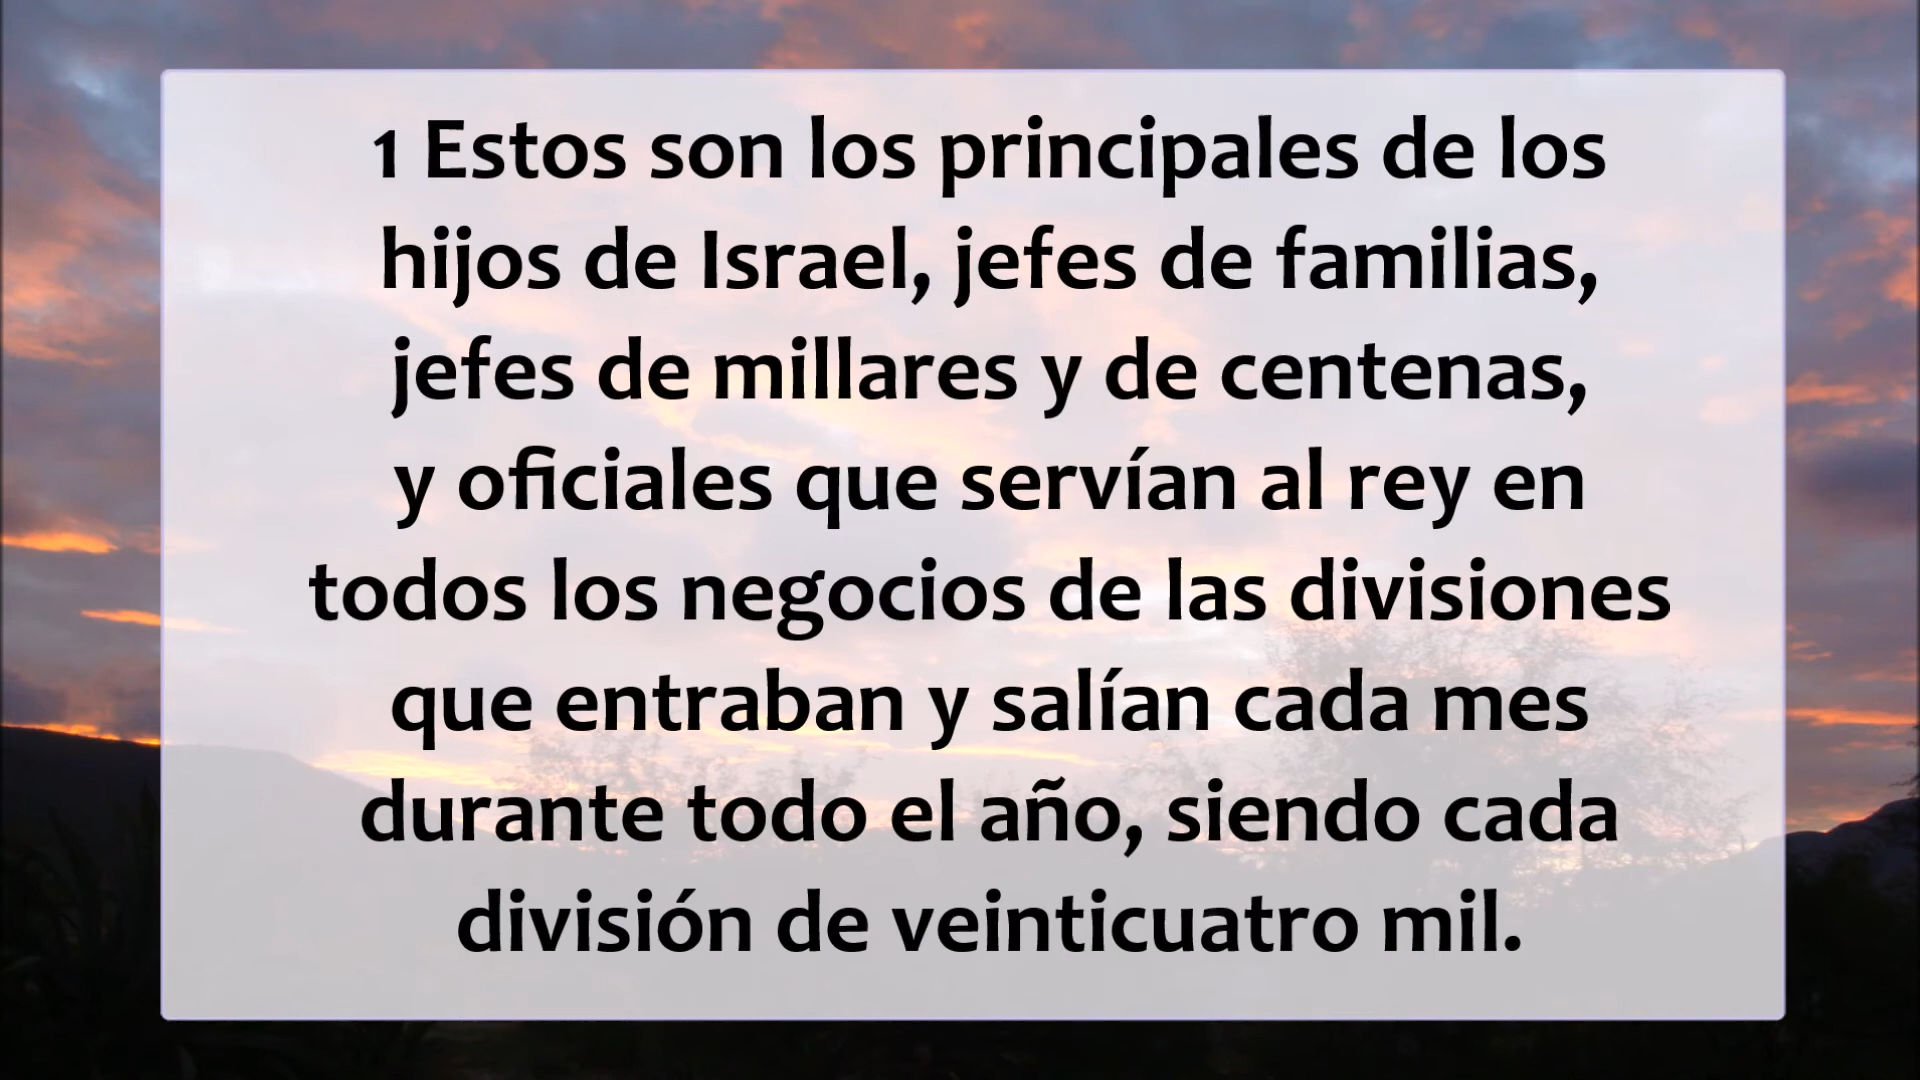 1 Estos son los principales de los
hijos de Israel, jefes de familias,
jefes de millares y de centenas,
y oficiales que servían al rey en
todos los negocios de las divisiones
que entraban y salían cada mes
durante todo el año, siendo cada
división de veinticuatro mil.